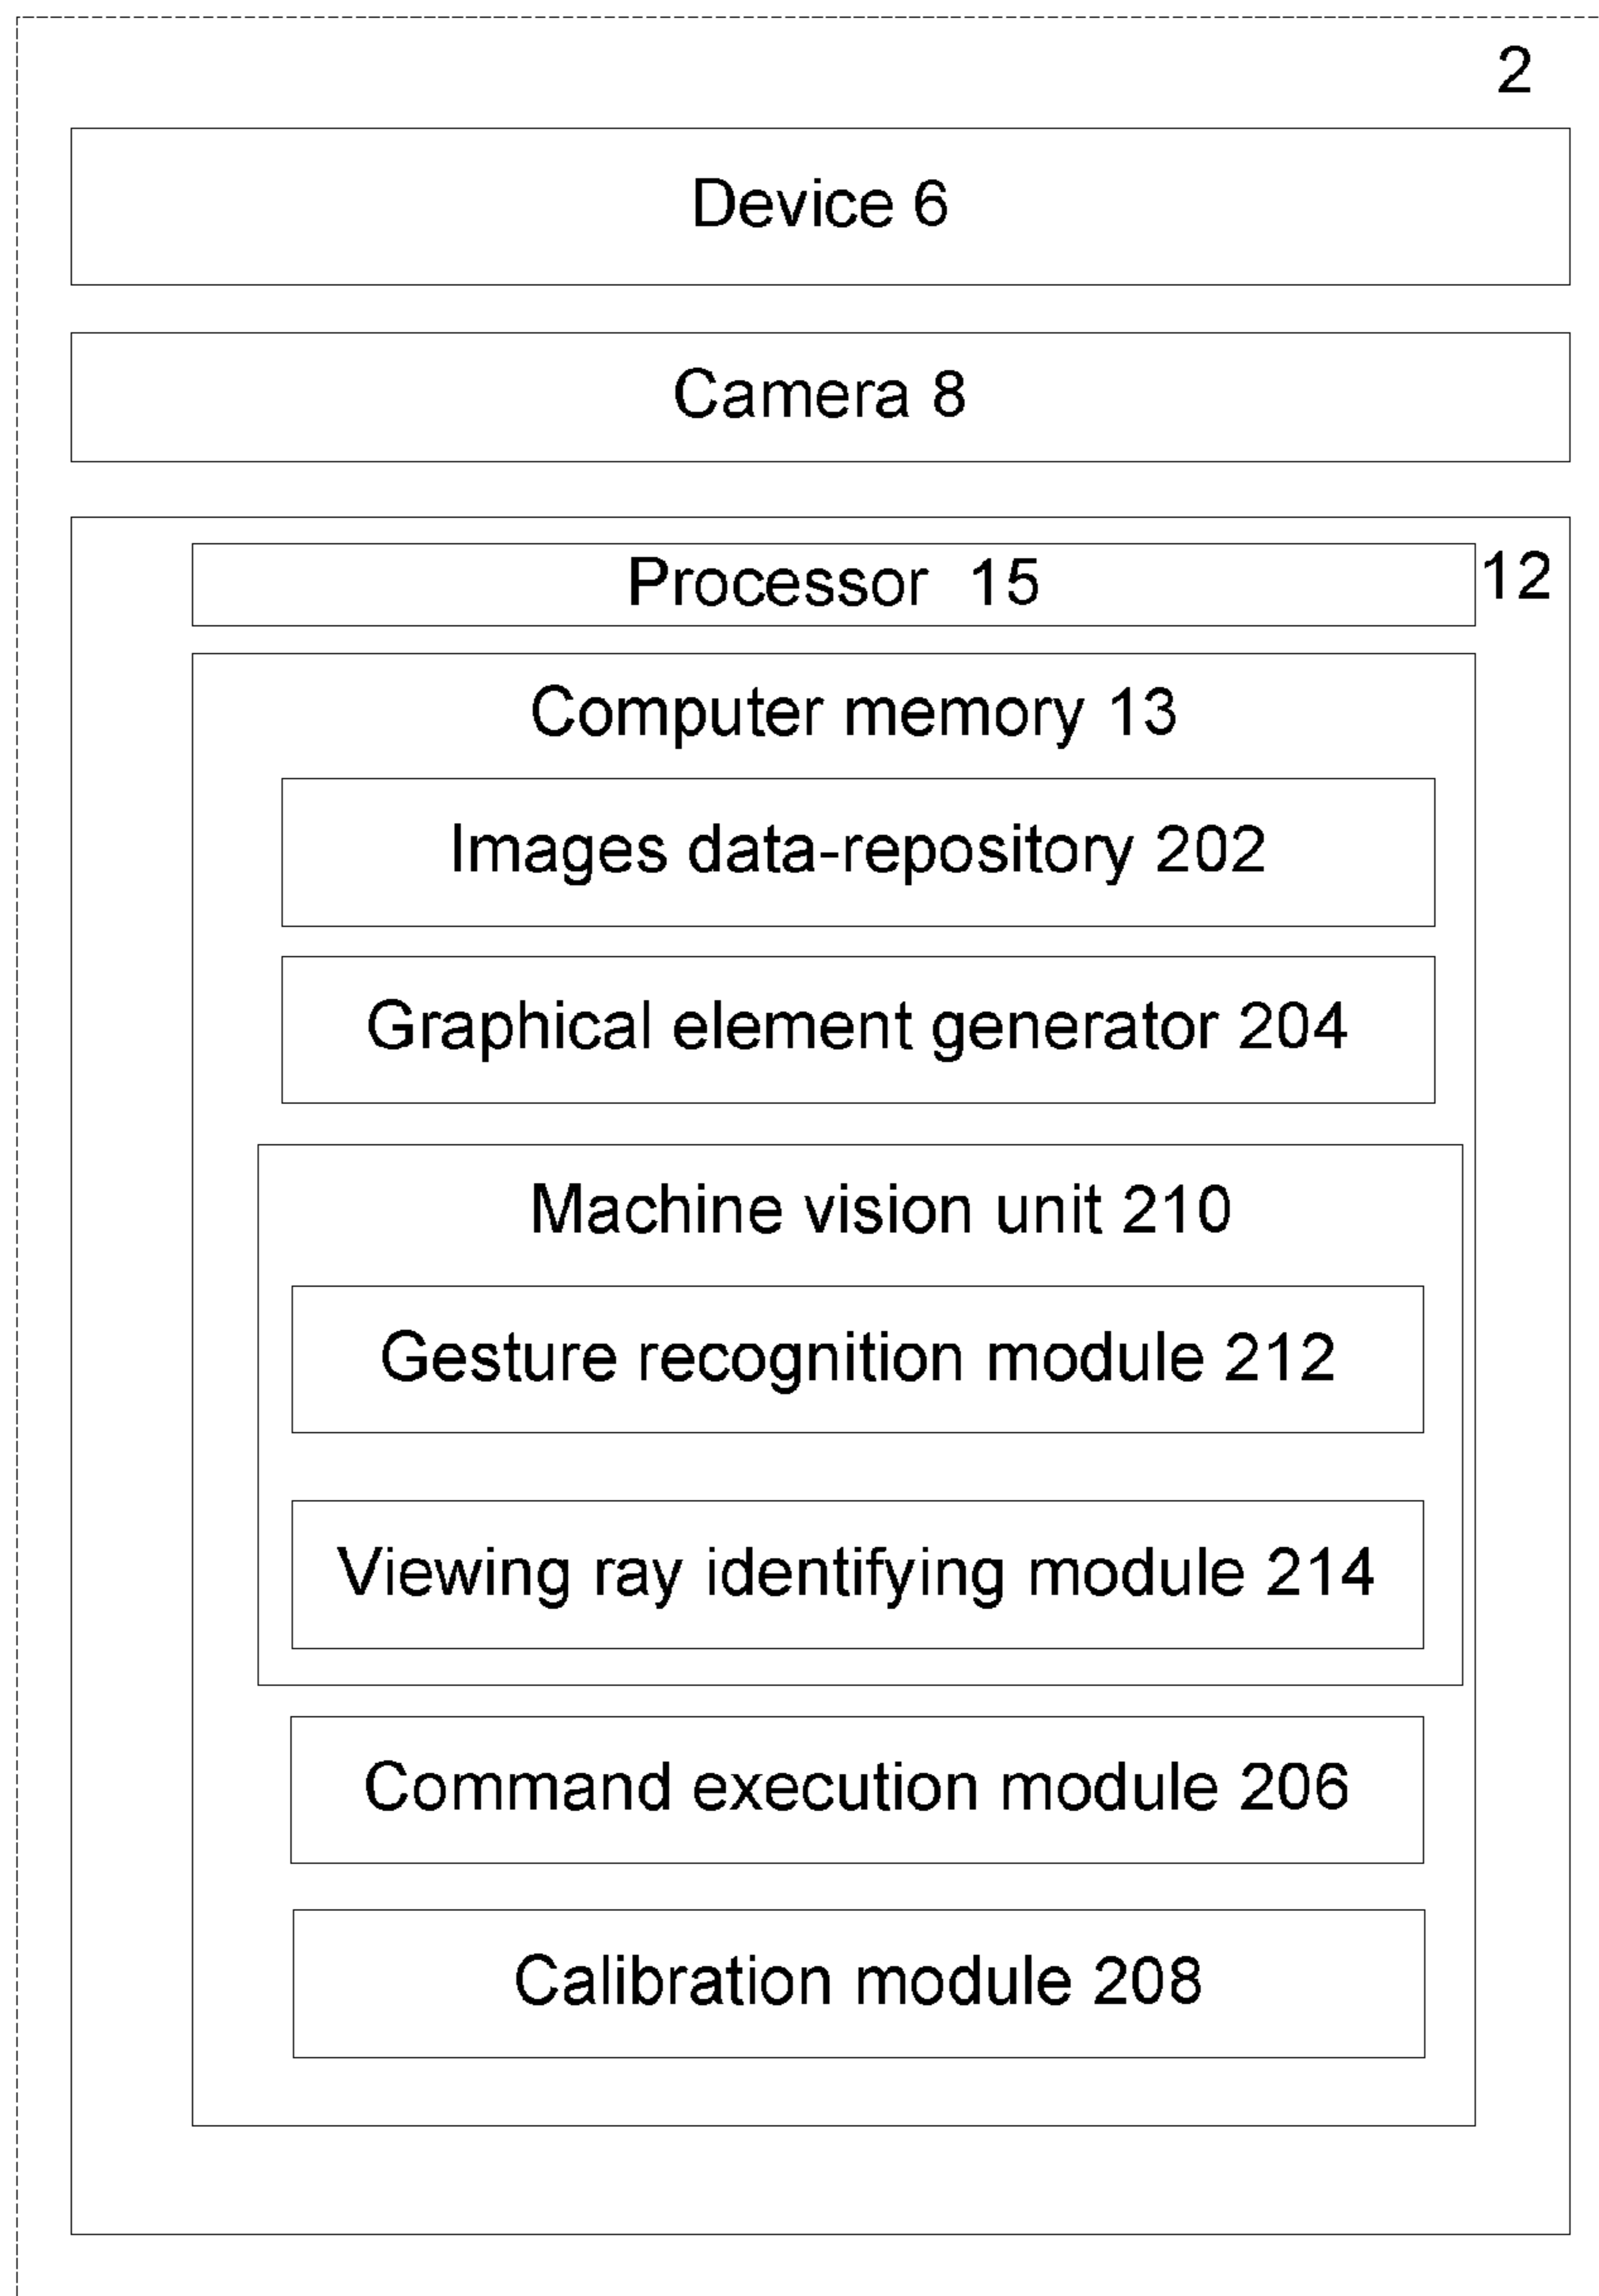 2
Device 6
Camera 8
Processor 15
12
Computer memory 13
Images data-repository 202
Graphical element generator 204
Machine vision unit 210
Gesture recognition module 212
Viewing ray identifying module 214
Command execution module 206
Calibration module 208